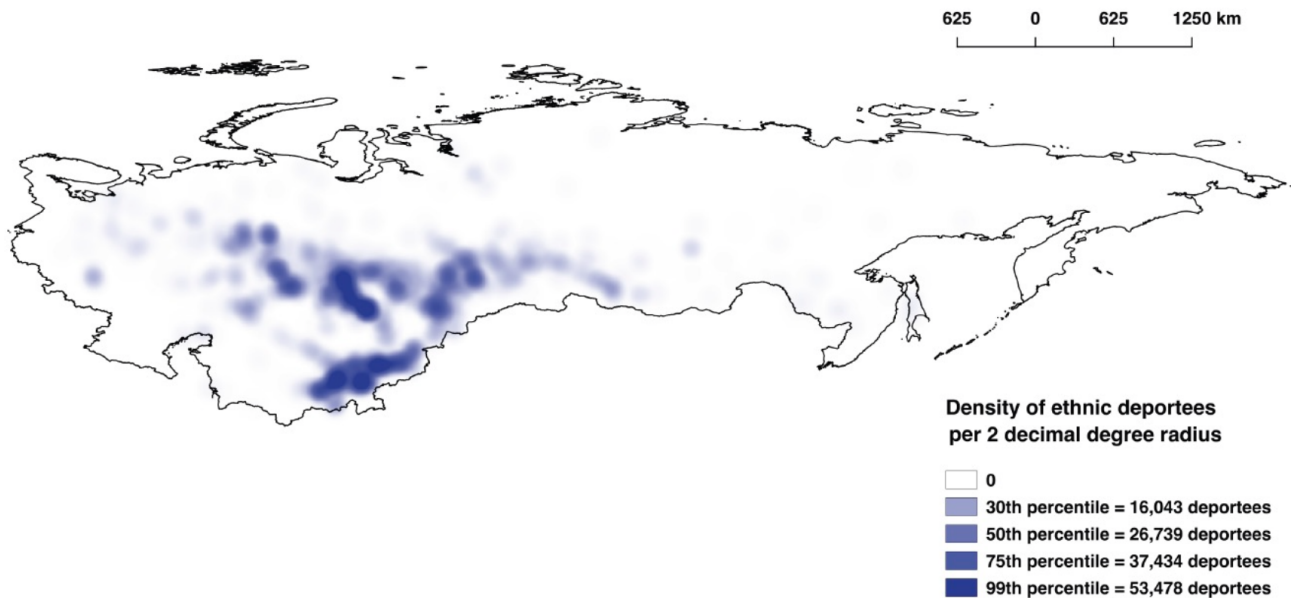 625 0 625 1250 km
Density of ethnic deportees
per 2 decimal degree radius
0
30th percentile = 16,043 deportees
50th percentile = 26,739 deportees
75th percentile = 37,434 deportees
99th percentile = 53,478 deportees